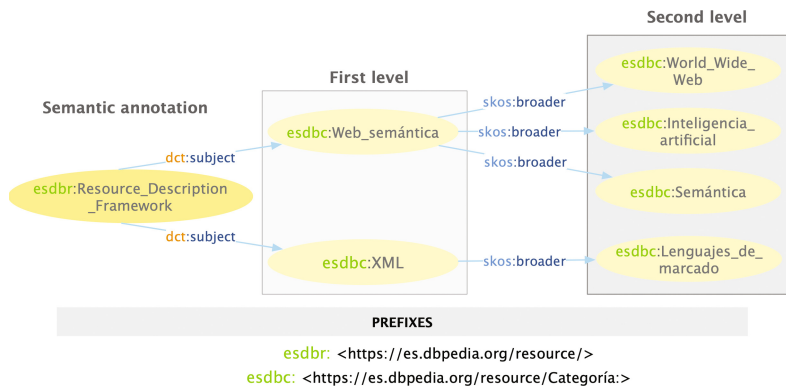 Second level
First level
Semantic annotation
esdbc:World_Wide_
Web
skos:broader
esdbc:Web_semántica
skos:broader
esdbc:Inteligencia_
artificial
dct:subject
skos:broader
esdbr:Resource_Description
_Framework
esdbc:Semántica
dct:subject
esdbc:XML
skos:broader
esdbc:Lenguajes_de_
marcado
PREFIXES
esdbr: <https://es.dbpedia.org/resource/>
esdbc: <https://es.dbpedia.org/resource/Categoría:>